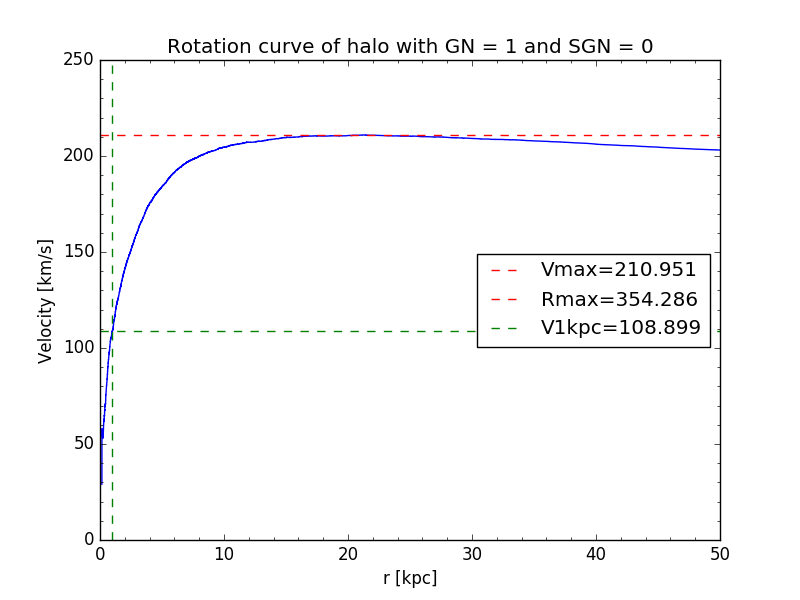 Rotation curve of halo with GN = 1 and SGN = 0
250
200
150
100
50
0
Velocity [km/s]
Vmax=210.951
Rmax=354.286
V1kpc=108.899
0 10 20 30 40 50
r [kpc]